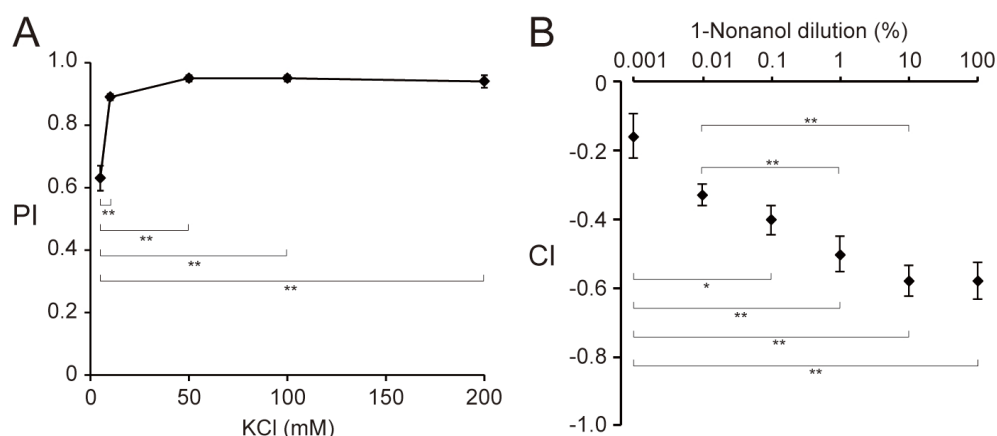 A
1.0
0.8
0.6
PI
0.4
0.2
0
0 50 100 150 200
KCl (mM)
**
**
**
**
B
1-Nonanol dilution (%)
0.001 0.01 0.1 1 10 100
0
-0.2
-0.4
CI
-0.6
-0.8
-1.0
**
**
*
**
**
**